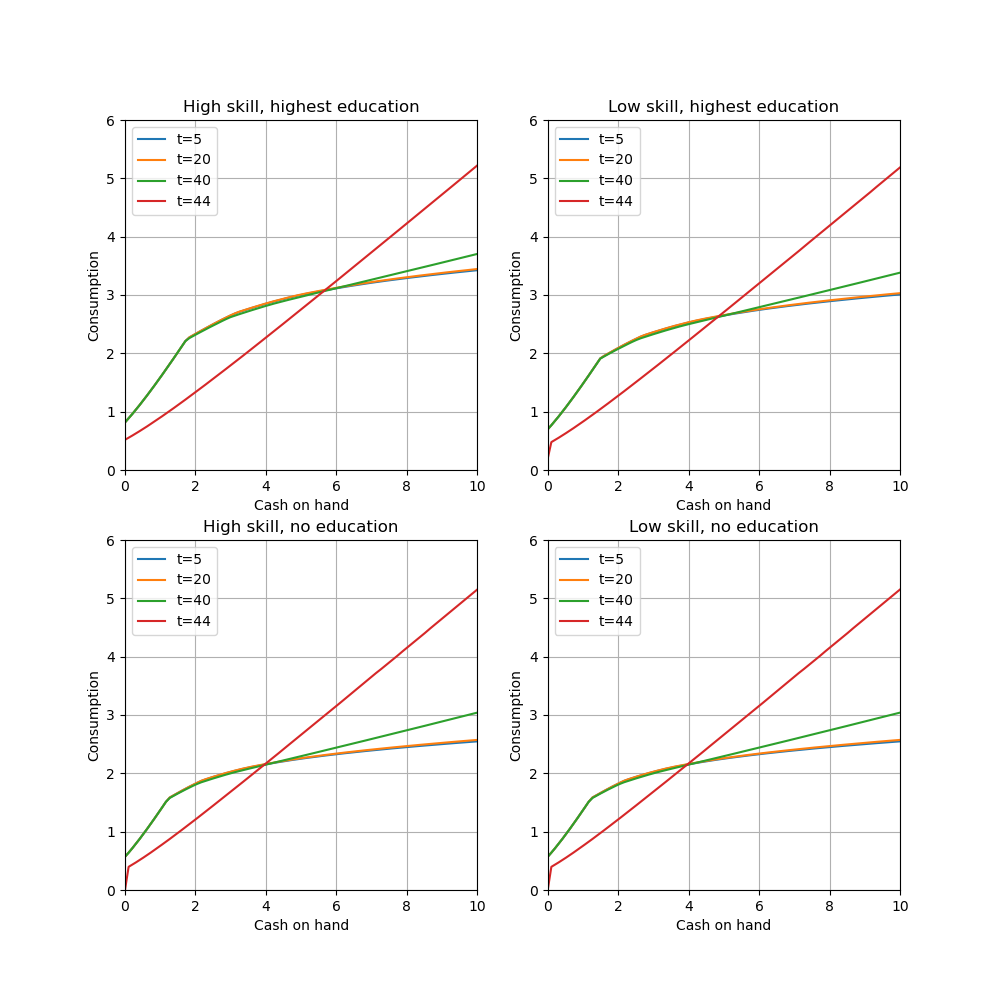 High skill, highest education
6
5
4
3
2
1
0
Consumption
t=5
t=20
t=40
t=44
0 2 4 6 8 10
Cash on hand
Low skill, highest education
6
5
4
3
2
1
0
Consumption
t=5
t=20
t=40
t=44
0 2 4 6 8 10
Cash on hand
High skill, no education
6
5
4
3
2
1
0
Consumption
t=5
t=20
t=40
t=44
0 2 4 6 8 10
Cash on hand
Low skill, no education
6
5
4
3
2
1
0
Consumption
t=5
t=20
t=40
t=44
0 2 4 6 8 10
Cash on hand